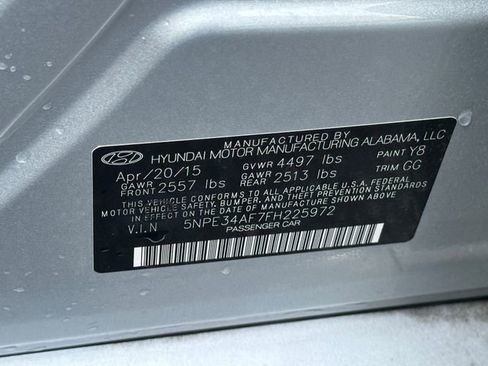 MANUFACTURED BY
HYUNDAI MOTOR MANUFACTURING ALABAMA, LLC
Apr/20/15 GVWR 4497 lbs PAINT Y8
GAWR FRONT 2557 lbs GAWR REAR 2513 lbs TRIM GG
THIS VEHICLE CONFORMS TO ALL APPLICABLE U.S.A. FEDERAL
MOTOR VEHICLE SAFETY, BUMPER, AND THEFT PREVENTION STANDARDS
IN EFFECT ON THE DATE OF MANUFACTURE SHOWN ABOVE.
V.I.N 5NPE34AF7FH225972
PASSENGER CAR